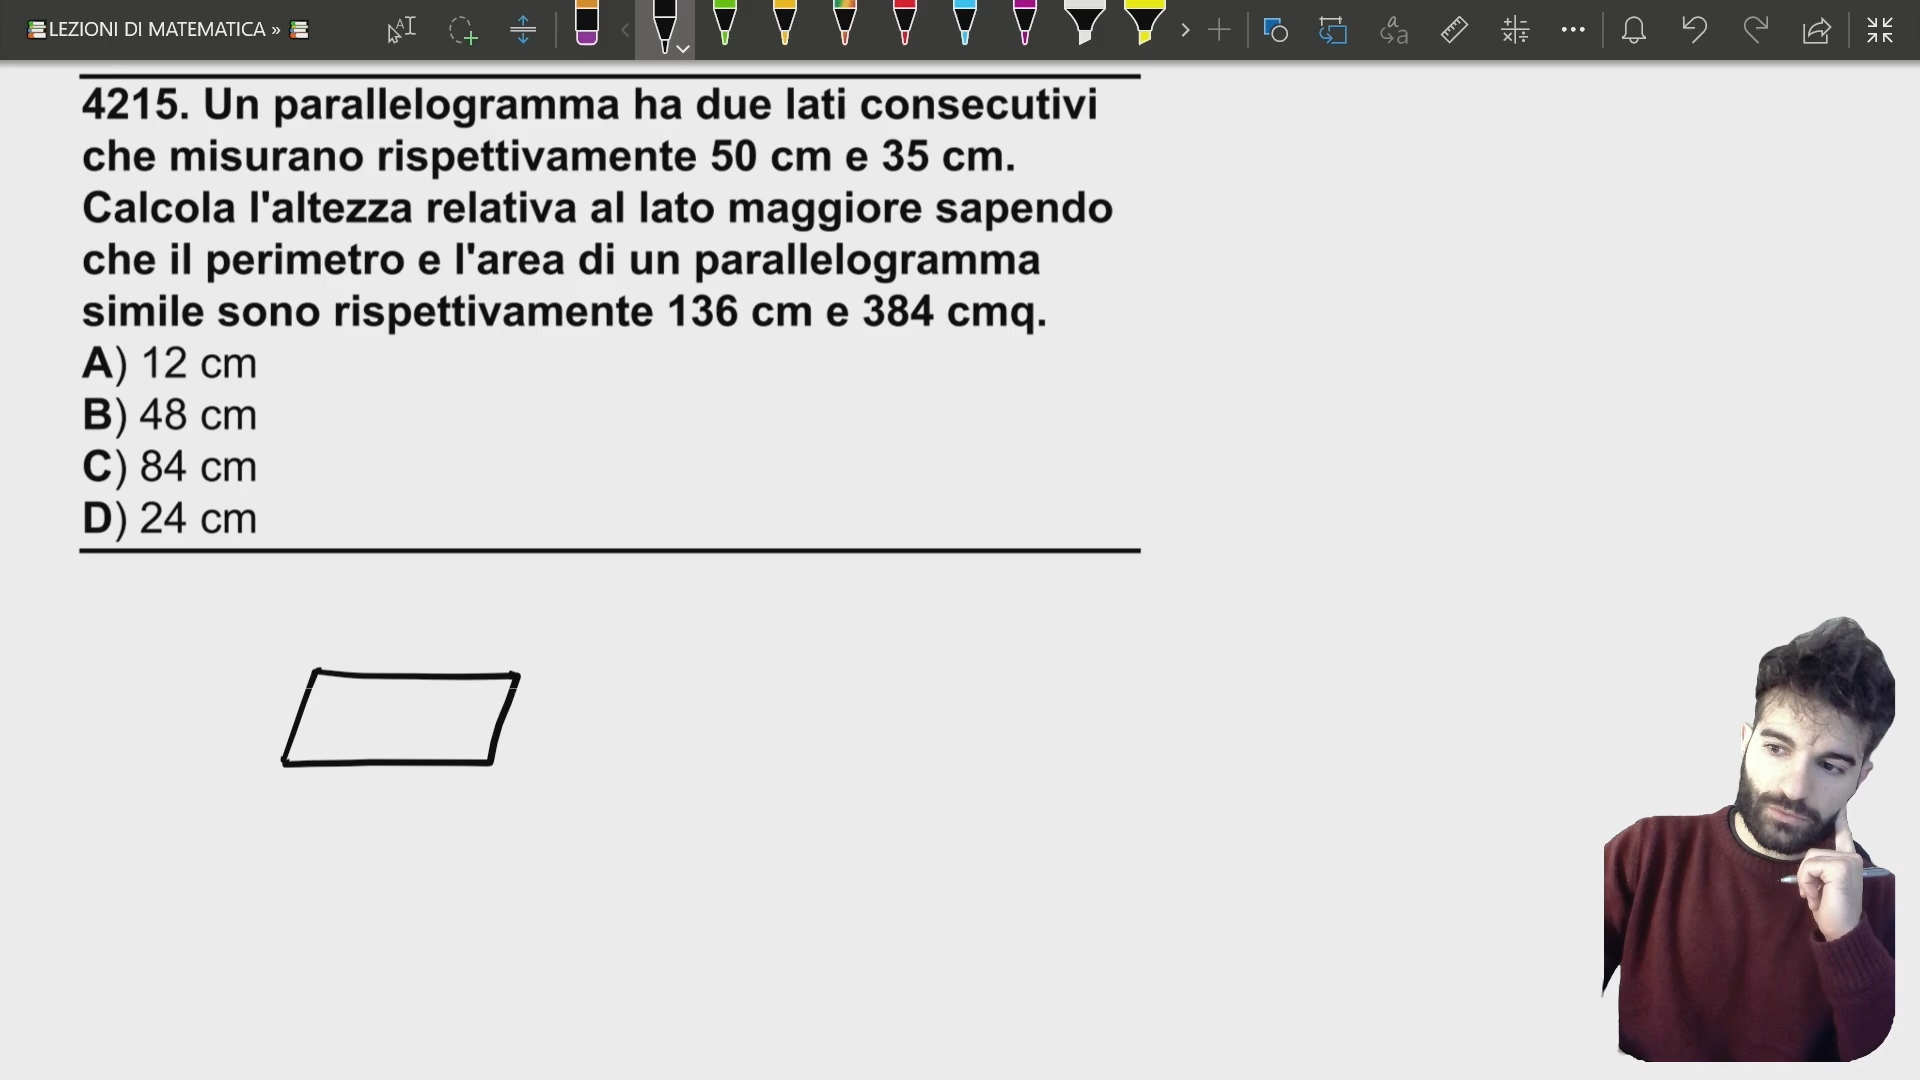 LEZIONI DI MATEMATICA »
4215. Un parallelogramma ha due lati consecutivi
che misurano rispettivamente 50 cm e 35 cm.
Calcola l'altezza relativa al lato maggiore sapendo
che il perimetro e l'area di un parallelogramma
simile sono rispettivamente 136 cm e 384 cmq.
A) 12 cm
B) 48 cm
C) 84 cm
D) 24 cm